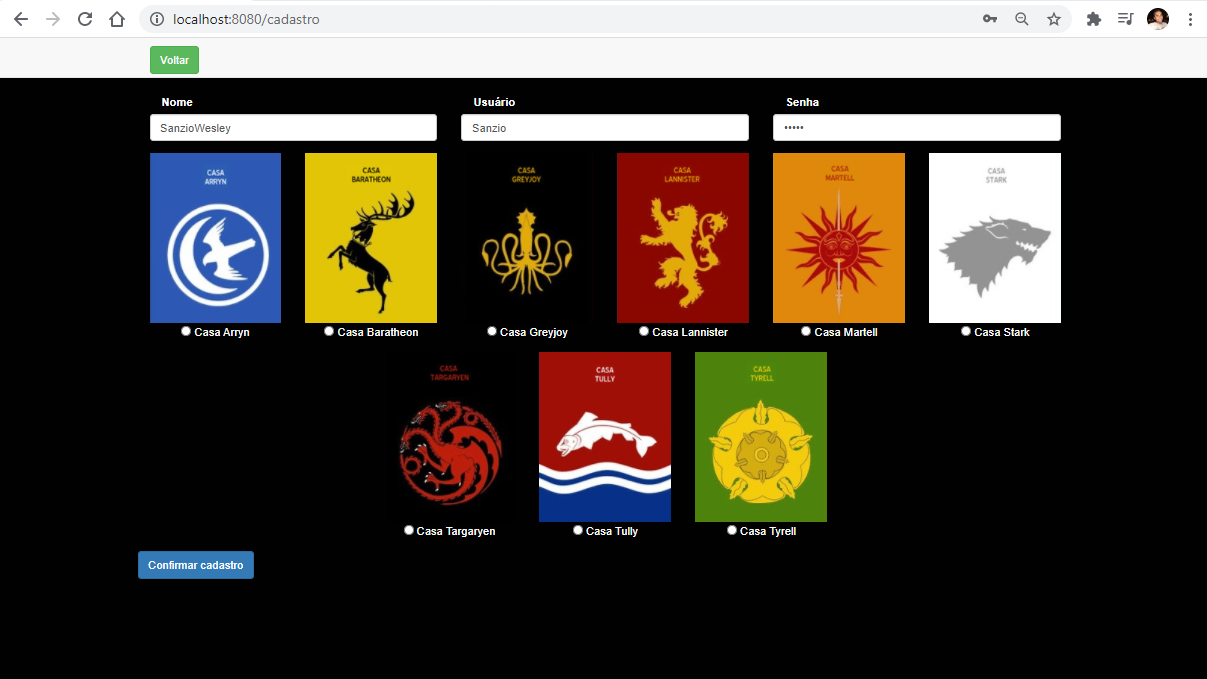 localhost:8080/cadastro
Voltar
Nome
Usuário
Senha
SanzioWesley
Sanzio
•••••
CASA
ARRYN
CASA
BARATHEON
CASA
GREYJOY
CASA
LANNISTER
CASA
MARTELL
CASA
STARK
Casa Arryn
Casa Baratheon
Casa Greyjoy
Casa Lannister
Casa Martell
Casa Stark
CASA
TARGARYEN
CASA
TULLY
CASA
TYRELL
Casa Targaryen
Casa Tully
Casa Tyrell
Confirmar cadastro